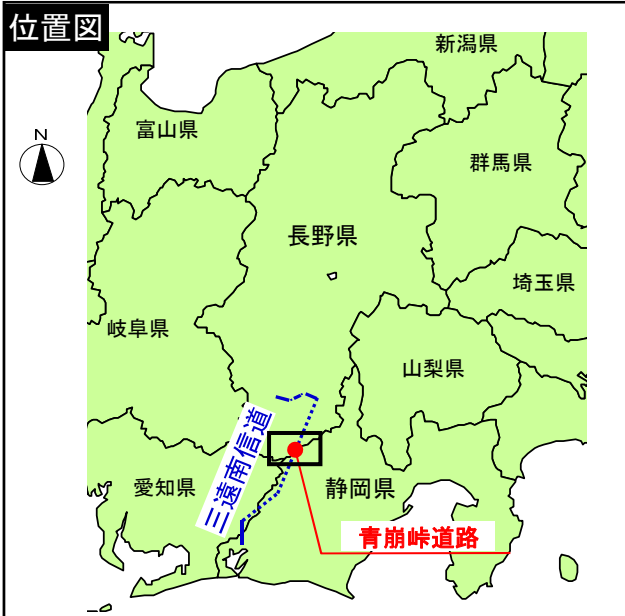 位置図
新潟県
N
富山県
群馬県
長野県
埼玉県
岐阜県
山梨県
三遠南信道
愛知県
静岡県
青崩峠道路